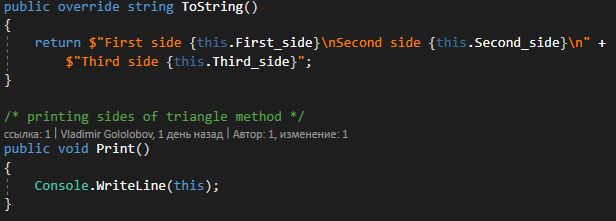 public override string ToString()
{
return $"First side {this.First_side}\nSecond side {this.Second_side}\n" +
$"Third side {this.Third_side}";
}
/* printing sides of triangle method */
ссылка: 1 | Vladimir Gololobov, 1 день назад | Автор: 1, изменение: 1
public void Print()
{
Console.WriteLine(this);
}